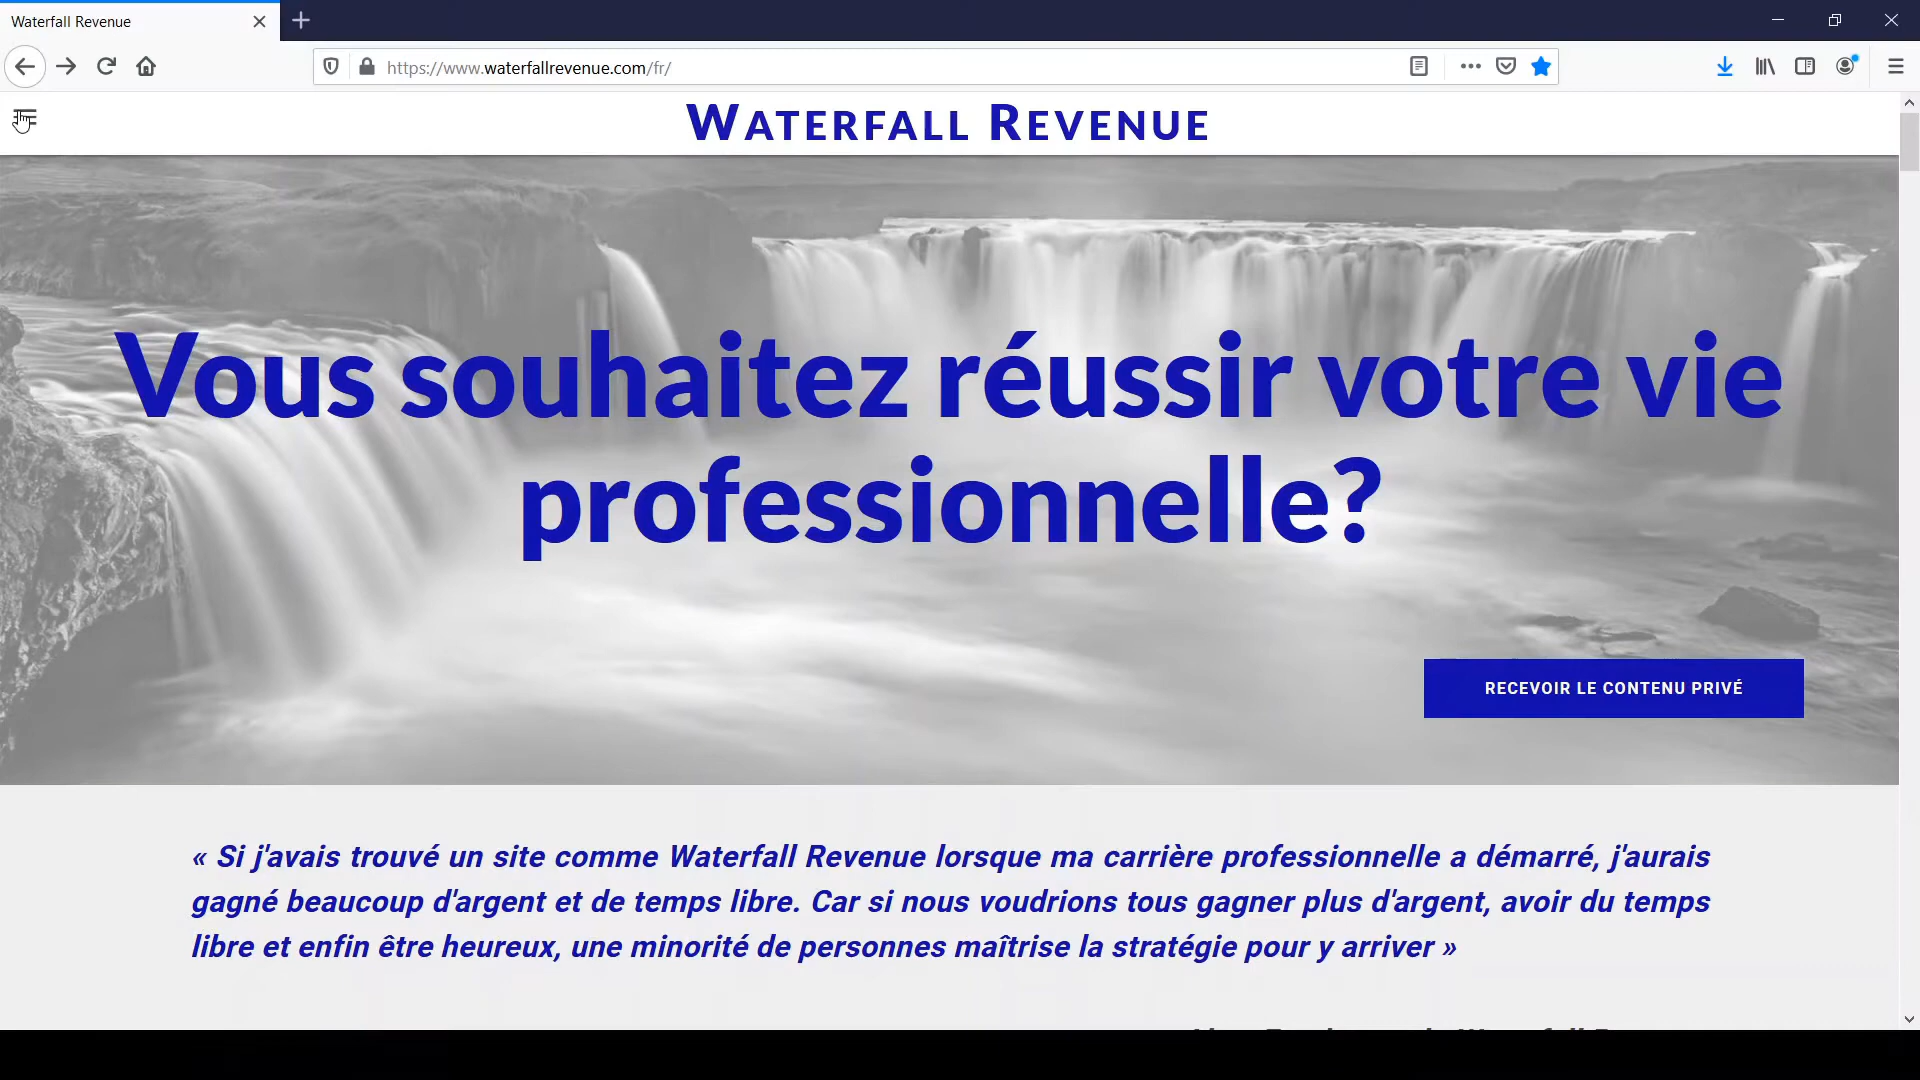 Waterfall Revenue
https://www.waterfallrevenue.com/fr/
WATERFALL REVENUE
Vous souhaitez réussir votre vie
professionnelle?
RECEVOIR LE CONTENU PRIVÉ
« Si j'avais trouvé un site comme Waterfall Revenue lorsque ma carrière professionnelle a démarré, j'aurais
gagné beaucoup d'argent et de temps libre. Car si nous voudrions tous gagner plus d'argent, avoir du temps
libre et enfin être heureux, une minorité de personnes maîtrise la stratégie pour y arriver »